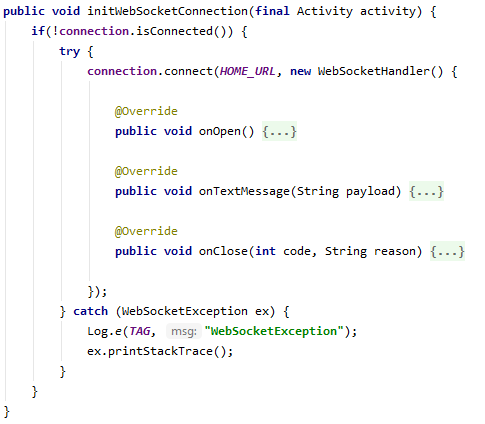 public void initWebSocketConnection(final Activity activity) {
    if(!connection.isConnected()) {
        try {
            connection.connect(HOME_URL, new WebSocketHandler() {
                @Override
                public void onOpen() {...}
                @Override
                public void onTextMessage(String payload) {...}
                @Override
                public void onClose(int code, String reason) {...}
            });
        } catch (WebSocketException ex) {
            Log.e(TAG, msg: "WebSocketException");
            ex.printStackTrace();
        }
    }
}